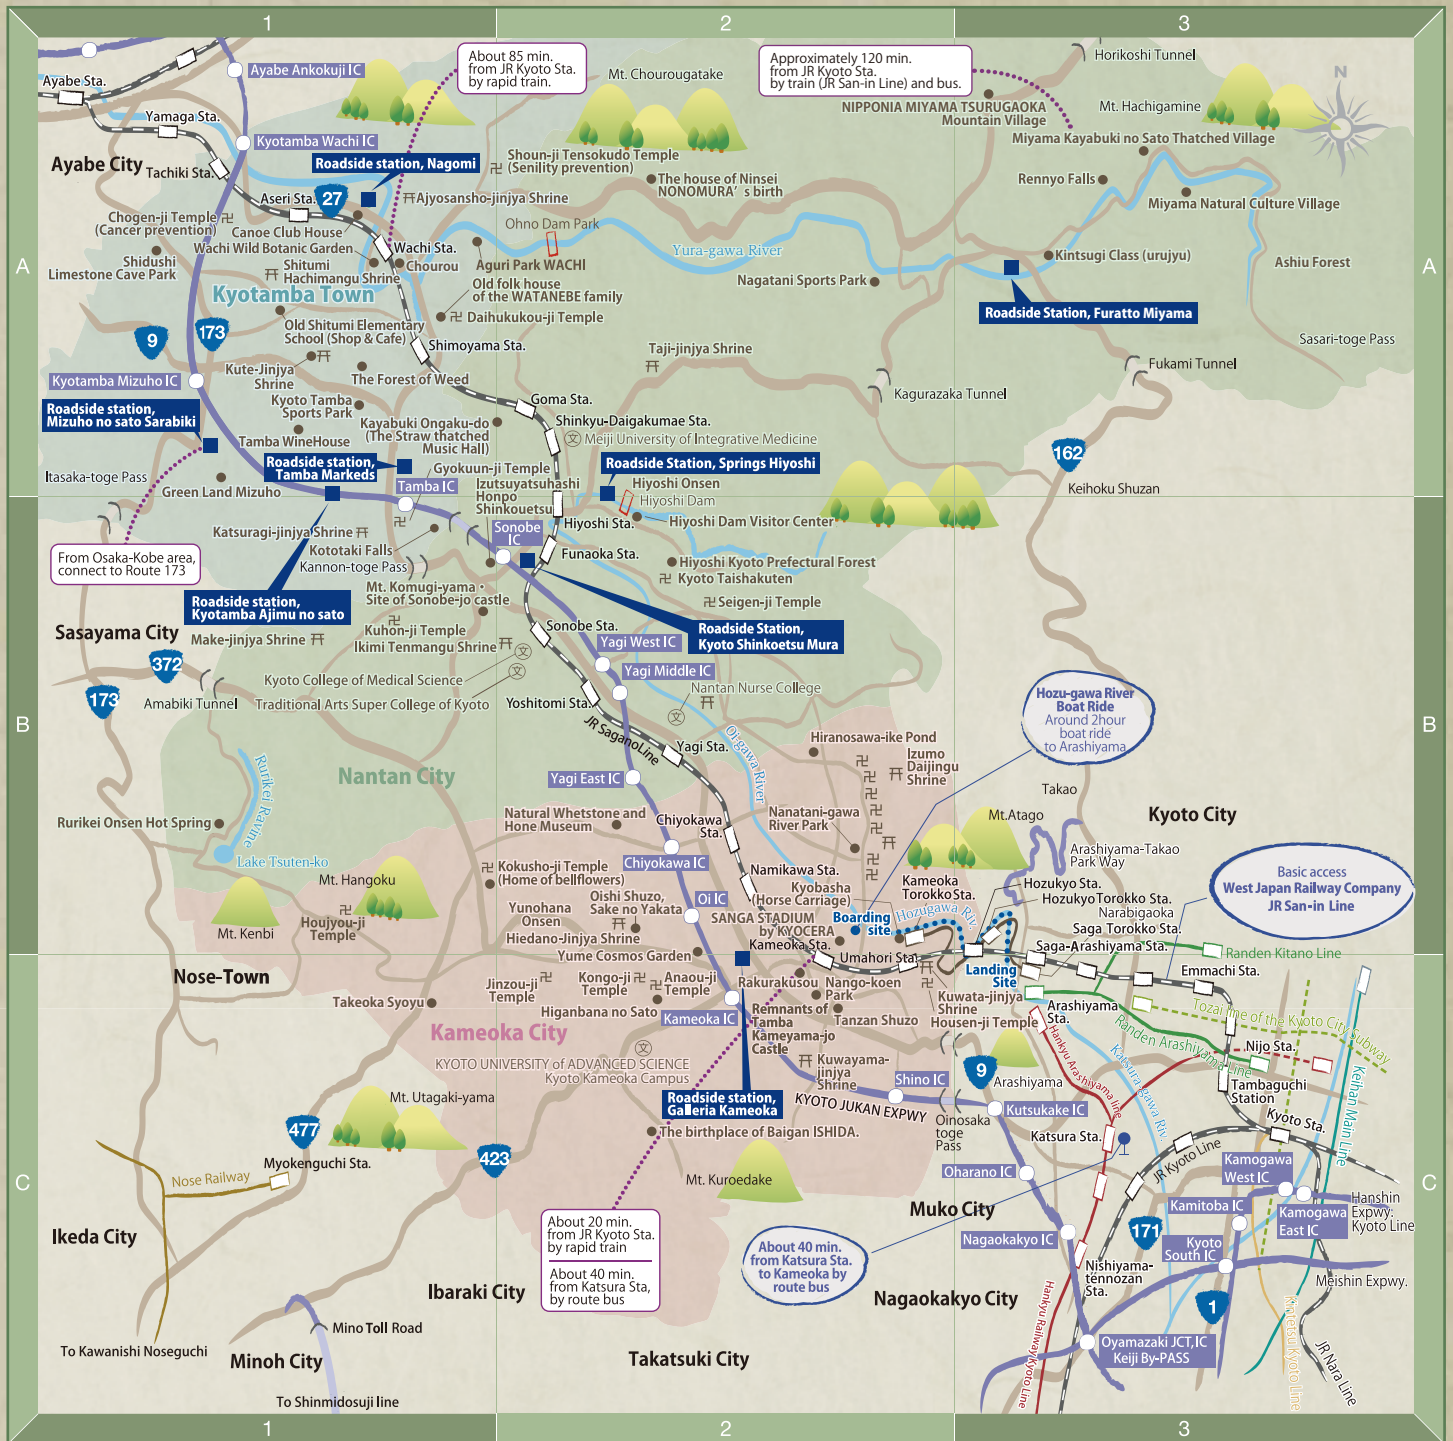 1
2
3
Ayabe Sta.
Ayabe Ankokuji IC
About 85 min.
from JR Kyoto Sta.
by rapid train.
Mt. Chourougatake
Approximately 120 min.
from JR Kyoto Sta.
by train (JR San-in Line) and bus.
Horikoshi Tunnel
N
NIPPONIA MIYAMA TSURUGAOKA
Mountain Village
Mt. Hachigamine
Yamaga Sta.
Kyotamba Wachi IC
Miyama Kayabuki no Sato Thatched Village
Ayabe City
Tachiki Sta.
Roadside station, Nagomi
Shoun-ji Tensokudo Temple
(Senility prevention)
The house of Ninsei
NONOMURA's birth
Rennyo Falls
Aseri Sta.
27
Ajyosansho-jinjya Shrine
Miyama Natural Culture Village
Chogen-ji Temple
(Cancer prevention)
Canoe Club House
Wachi Wild Botanic Garden
Wachi Sta.
Ohno Dam Park
Yura-gawa River
Shidushi
Limestone Cave Park
Shitumi
Hachimangu Shrine
Chourou
Aguri Park WACHI
Kintsugi Class (urujyu)
Ashiu Forest
A
A
Kyotamba Town
Old folk house
of the WATANEBE family
Nagatani Sports Park
Daihukukou-ji Temple
Roadside Station, Furatto Miyama
9
173
Old Shitumi Elementary
School (Shop & Cafe)
Shimoyama Sta.
Taji-jinjya Shrine
Sasari-toge Pass
Fukami Tunnel
Kyotamba Mizuho IC
Kute-Jinjya
Shrine
The Forest of Weed
Kagurazaka Tunnel
Roadside station,
Mizuho no sato Sarabiki
Kyoto Tamba
Sports Park
Goma Sta.
Kayabuki Ongaku-do
(The Straw thatched
Music Hall)
Shinkyu-Daigakumae Sta.
Meiji University of Integrative Medicine
Tamba WineHouse
162
Itasaka-toge Pass
Roadside station,
Tamba Markeds
Gyokuun-ji Temple
Roadside Station, Springs Hiyoshi
Green Land Mizuho
Tamba IC
Izutsuyatsuhashi
Honpo
Shinkouetsu
Hiyoshi Onsen
Hiyoshi Dam
Keihoku Shuzan
Katsuragi-jinjya Shrine
Sonobe
IC
Hiyoshi Sta.
Hiyoshi Dam Visitor Center
From Osaka-Kobe area,
connect to Route 173
Kototaki Falls
Kannon-toge Pass
Funaoka Sta.
Hiyoshi Kyoto Prefectural Forest
Kyoto Taishakuten
Mt. Komugi-yama •
Site of Sonobe-jo castle
Seigen-ji Temple
Roadside station,
Kyotamba Ajimu no sato
Sasayama City
Make-jinjya Shrine
Kuhon-ji Temple
Ikimi Tenmangu Shrine
Sonobe Sta.
Roadside Station,
Kyoto Shinkoetsu Mura
Yagi West IC
372
173
Kyoto College of Medical Science
Yagi Middle IC
Amabiki Tunnel
Traditional Arts Super College of Kyoto
Yoshitomi Sta.
Nantan Nurse College
Hozu-gawa River
Boat Ride
Around 2hour
boat ride
to Arashiyama
B
B
JR SaganoLine
Yagi Sta.
Oi-gawa River
Hiranosawa-ike Pond
Izumo
Daijingu
Shrine
Nantan City
Rurikei Ravine
Yagi East IC
Takao
Rurikei Onsen Hot Spring
Natural Whetstone and
Hone Museum
Chiyokawa
Sta.
Nanatani-gawa
River Park
Mt.Atago
Kyoto City
Lake Tsuten-ko
Chiyokawa IC
Arashiyama-Takao
Park Way
Kokusho-ji Temple
(Home of bellflowers)
Namikawa Sta.
Mt. Hangoku
Kyobasha
(Horse Carriage)
Kameoka
Torokko Sta.
Hozukyo Sta.
Hozukyo Torokko Sta.
Basic access
West Japan Railway Company
JR San-in Line
Oishi Shuzo,
Sake no Yakata
Oi IC
Yunohana
Onsen
SANGA STADIUM
by KYOCERA
Boarding
site
Hozugawa Riv.
Narabigaoka
Saga Torokko Sta.
Mt. Kenbi
Houjyou-ji
Temple
Hiedano-Jinjya Shrine
Kameoka Sta.
Saga-Arashiyama Sta.
Randen Kitano Line
Yume Cosmos Garden
Umahori Sta.
Nose-Town
Landing
Site
Emmachi Sta.
Jinzou-ji
Temple
Kongo-ji
Temple
Anaou-ji
Temple
Rakurakusou
Nango-koen
Park
Kuwata-jinjya
Shrine
Takeoka Syoyu
Higanbana no Sato
Kameoka IC
Remnants of
Tamba
Kameyama-jo
Castle
Tanzan Shuzo
Housen-ji Temple
Arashiyama
Sta.
Tozai line of the Kyoto City Subway
Kameoka City
Randen Arashiyama Line
Nijo Sta.
KYOTO UNIVERSITY of ADVANCED SCIENCE
Kyoto Kameoka Campus
Kuwayama-
jinjya
Shrine
9
Arashiyama
Hankyu Arashiyama line
Katsura-gawa Riv.
Tambaguchi
Station
Keihan Main Line
Shino IC
Mt. Utagaki-yama
Roadside station,
Galleria Kameoka
KYOTO JUKAN EXPWY
Kutsukake IC
Oinosaka
toge
Pass
Katsura Sta.
Kyoto Sta.
477
The birthplace of Baigan ISHIDA.
JR Kyoto Line
423
Myokenguchi Sta.
Nose Railway
Mt. Kuroedake
Oharano IC
Kamogawa
West IC
C
C
Muko City
Kamitoba IC
Kamogawa
East IC
Hanshin
Expwy.
Kyoto Line
Ikeda City
About 20 min.
from JR Kyoto Sta.
by rapid train
About 40 min.
from Katsura Sta,
by route bus
About 40 min.
from Katsura Sta.
to Kameoka by
route bus
Nagaokakyo IC
171
Kyoto
South IC
Nishiyama-
tennozan
Sta.
Meishin Expwy.
Ibaraki City
Nagaokakyo City
1
Hankyu Railway Kyoto Line
Kintetsu Kyoto Line
JR Nara Line
Mino Toll Road
To Kawanishi Noseguchi
Minoh City
Takatsuki City
Oyamazaki JCT,IC
Keiji By-PASS
To Shinmidosuji line
1
2
3